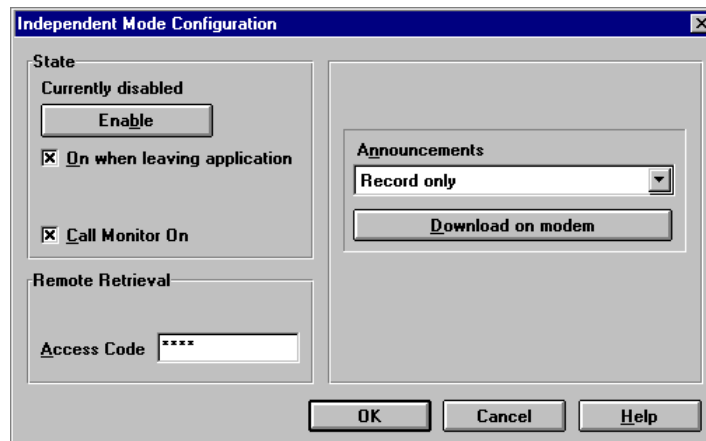 Independent Mode Configuration
State
Currently disabled
Enable
On when leaving application
Call Monitor On
Remote Retrieval
Access Code ****
Announcements
Record only
Download on modem
OK Cancel Help